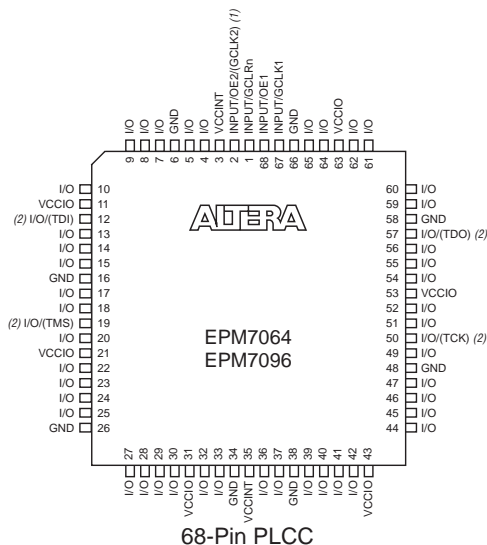 I/O 9
I/O 8
I/O 7
GND 6
I/O 5
I/O 4
VCCINT 3
INPUT/OE2/(GCLK2) (1) 2
INPUT/GCLRn 1
INPUT/OE1 68
INPUT/GCLK1 67
GND 66
I/O 65
I/O 64
VCCIO 63
I/O 62
I/O 61
I/O 10
VCCIO 11
(2) I/O/(TDI) 12
I/O 13
I/O 14
I/O 15
GND 16
I/O 17
I/O 18
(2) I/O/(TMS) 19
I/O 20
VCCIO 21
I/O 22
I/O 23
I/O 24
I/O 25
GND 26
ALTERA
EPM7064
EPM7096
60 I/O
59 I/O
58 GND
57 I/O/(TDO) (2)
56 I/O
55 I/O
54 I/O
53 VCCIO
52 I/O
51 I/O
50 I/O/(TCK) (2)
49 I/O
48 GND
47 I/O
46 I/O
45 I/O
44 I/O
27 I/O
28 I/O
29 I/O
30 I/O
31 VCCIO
32 I/O
33 I/O
34 GND
35 VCCINT
36 I/O
37 I/O
38 GND
39 I/O
40 I/O
41 I/O
42 I/O
43 VCCIO
68-Pin PLCC